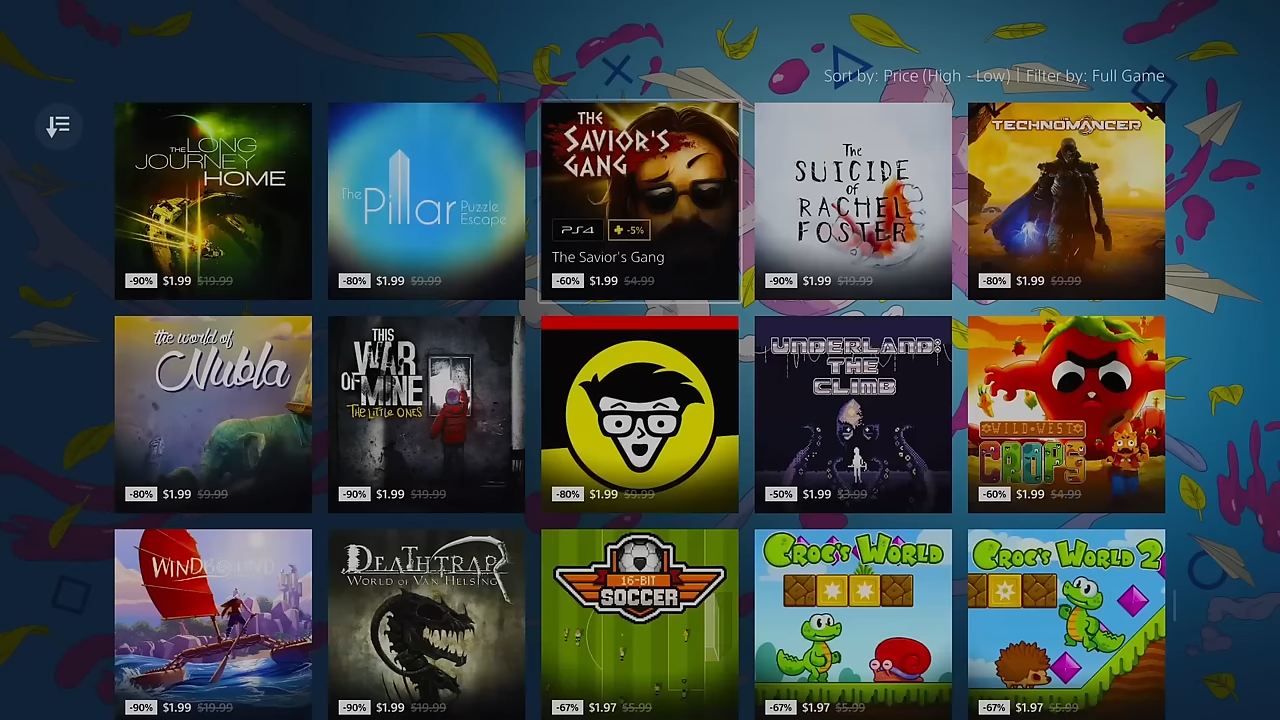 Sort by: Price (High - Low) | Filter by: Full Game
THE LONG
JOURNEY
HOME
-90% $1.99 $19.99
The Pillar Puzzle
Escape
-80% $1.99 $9.99
THE
SAVIOR'S
GANG
PS4 -5%
The Savior's Gang
-60% $1.99 $4.99
The
SUICIDE
OF
RACHEL
FOSTER
-90% $1.99 $19.99
TECHNOMANCER
-80% $1.99 $9.99
the world of
Nubla
-80% $1.99 $9.99
THIS
WAR
OF MINE
THE LITTLE ONES
-90% $1.99 $19.99
-80% $1.99 $9.99
UNDERLAND:
THE
CLIMB
-50% $1.99 $3.99
WILD WEST
CROPS
-60% $1.99 $4.99
WINDBOUND
-90% $1.99 $19.99
DEATHTRAP
WORLD OF VAN HELSING
-90% $1.99 $19.99
16-BIT
SOCCER
-67% $1.97 $5.99
CROC'S WORLD
-67% $1.97 $5.99
CROC'S WORLD 2
-67% $1.97 $5.99